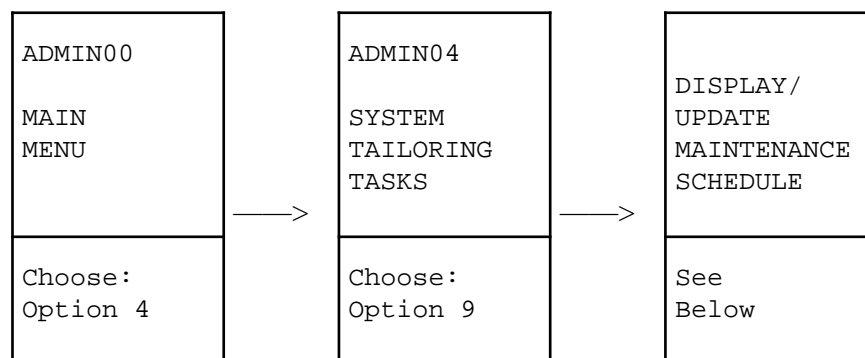 ADMIN00
MAIN
MENU
Choose:
Option 4
————>
ADMIN04
SYSTEM
TAILORING
TASKS
Choose:
Option 9
————>
DISPLAY/
UPDATE
MAINTENANCE
SCHEDULE
See
Below